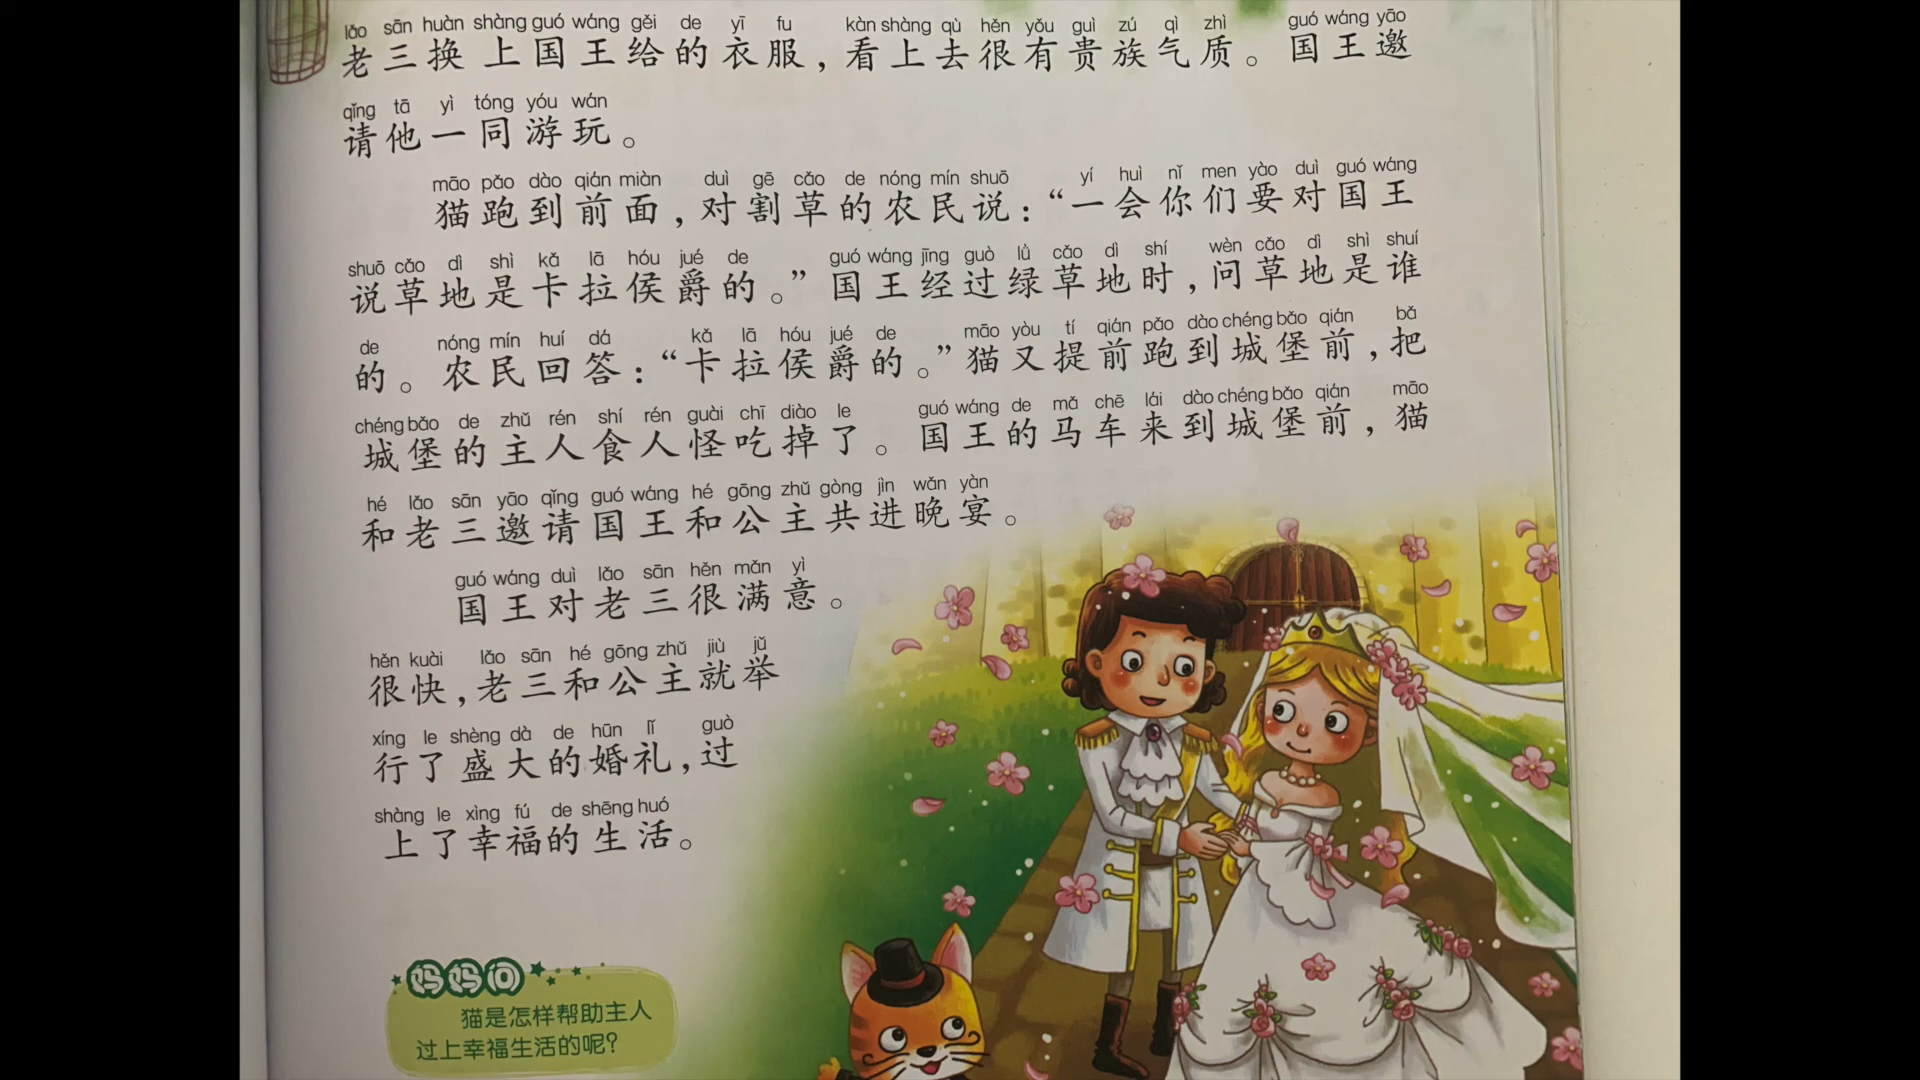 lǎo sān huàn shàng guó wáng gěi de yī fu kàn shàng qù hěn yǒu guì zú qì zhì guó wáng yāo
老三换上国王给的衣服，看上去很有贵族气质。国王邀
qǐng tā yì tóng yóu wán
请他一同游玩。
māo pǎo dào qián miàn duì gē cǎo de nóng mín shuō yí huì nǐ men yào duì guó wáng
猫跑到前面，对割草的农民说：“一会你们要对国王
shuō cǎo dì shì kǎ lā hóu jué de guó wáng jīng guò lǜ cǎo dì shí wèn cǎo dì shì shuí
说草地是卡拉侯爵的。”国王经过绿草地时，问草地是谁
de nóng mín huí dá kǎ lā hóu jué de māo yòu tí qián pǎo dào chéng bǎo qián bǎ
的。农民回答：“卡拉侯爵的。”猫又提前跑到城堡前，把
chéng bǎo de zhǔ rén shí rén guài chī diào le guó wáng de mǎ chē lái dào chéng bǎo qián māo
城堡的主人食人怪吃掉了。国王的马车来到城堡前，猫
hé lǎo sān yāo qǐng guó wáng hé gōng zhǔ gòng jìn wǎn yàn
和老三邀请国王和公主共进晚宴。
guó wáng duì lǎo sān hěn mǎn yì
国王对老三很满意。
hěn kuài lǎo sān hé gōng zhǔ jiù jǔ
很快，老三和公主就举
xíng le shèng dà de hūn lǐ guò
行了盛大的婚礼，过
shàng le xìng fú de shēng huó
上了幸福的生活。
妈妈问
猫是怎样帮助主人
过上幸福生活的呢？